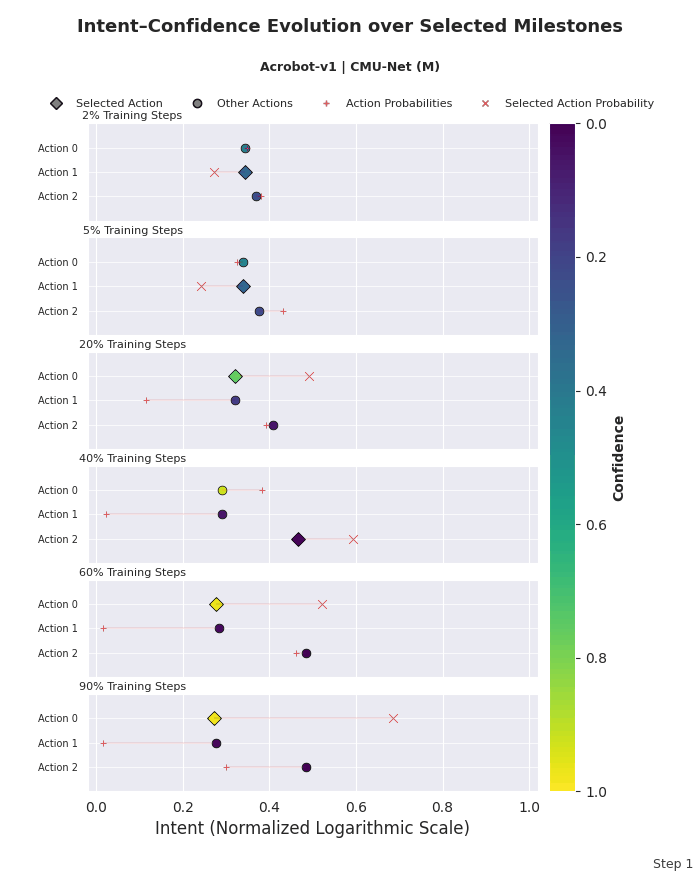 Intent–Confidence Evolution over Selected Milestones
Acrobot-v1 | CMU-Net (M)
Selected Action Other Actions Action Probabilities Selected Action Probability
2% Training Steps
Action 0
Action 1
Action 2
5% Training Steps
Action 0
Action 1
Action 2
20% Training Steps
Action 0
Action 1
Action 2
40% Training Steps
Action 0
Action 1
Action 2
60% Training Steps
Action 0
Action 1
Action 2
90% Training Steps
Action 0
Action 1
Action 2
0.0 0.2 0.4 0.6 0.8 1.0
Intent (Normalized Logarithmic Scale)
0.0
0.2
0.4
0.6
0.8
1.0
Confidence
Step 1